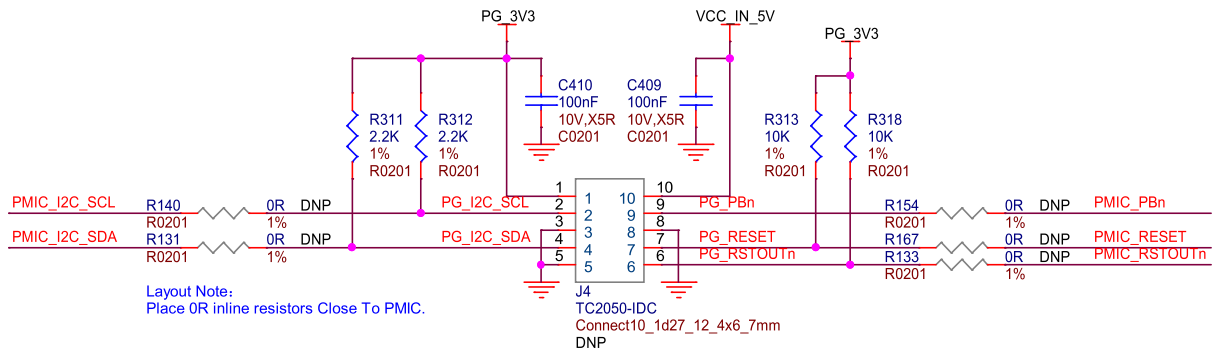 PG_3V3
VCC_IN_5V
PG_3V3
C410
100nF
10V,X5R
C0201
C409
100nF
10V,X5R
C0201
R311
2.2K
1%
R0201
R312
2.2K
1%
R0201
R313
10K
1%
R0201
R318
10K
1%
R0201
PMIC_I2C_SCL
R140
0R
DNP
R0201
1%
PG_I2C_SCL
PMIC_I2C_SDA
R131
0R
DNP
R0201
1%
PG_I2C_SDA
1
2
3
4
5
1
2
3
4
5
10
9
8
7
6
10
9
8
7
6
PG_PBn
R154
0R
DNP
PMIC_PBn
R0201
1%
PG_RESET
R167
0R
DNP
PMIC_RESET
PG_RSTOUTn
R133
0R
DNP
PMIC_RSTOUTn
R0201
1%
J4
TC2050-IDC
Connect10_1d27_12_4x6_7mm
DNP
Layout Note:
Place 0R inline resistors Close To PMIC.